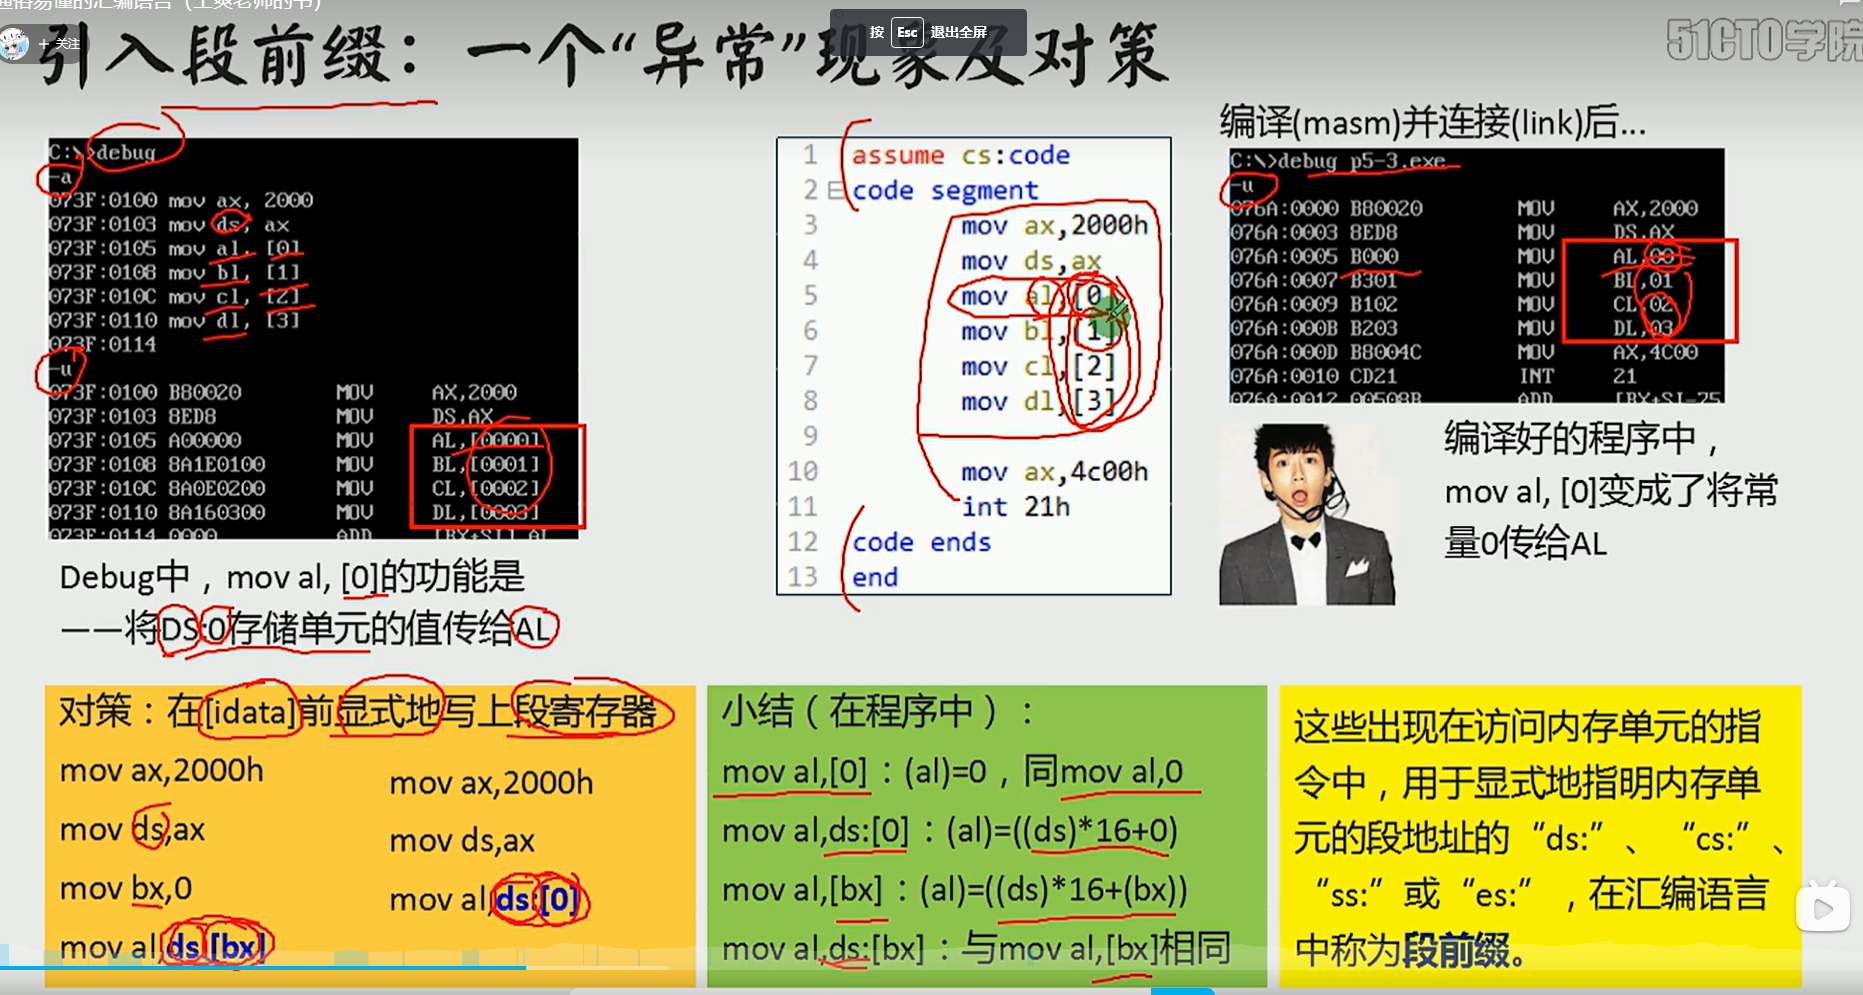 通俗易懂的汇编语言（王爽老师的书）
+ 关注
按 Esc 退出全屏
51CTO学院
引入段前缀：一个“异常”现象及对策
C:\>debug
-a
073F:0100 mov ax, 2000
073F:0103 mov ds, ax
073F:0105 mov al, [0]
073F:0108 mov bl, [1]
073F:010C mov cl, [2]
073F:0110 mov dl, [3]
073F:0114
-u
073F:0100 B80020 MOV AX,2000
073F:0103 8ED8 MOV DS,AX
073F:0105 A00000 MOV AL,[0000]
073F:0108 8A1E0100 MOV BL,[0001]
073F:010C 8A0E0200 MOV CL,[0002]
073F:0110 8A160300 MOV DL,[0003]
073F:0114 0000 ADD [BX+SI],AL
Debug中，mov al, [0]的功能是
——将DS:0存储单元的值传给AL
1 assume cs:code
2 code segment
3 mov ax,2000h
4 mov ds,ax
5 mov al,[0]
6 mov bl,[1]
7 mov cl,[2]
8 mov dl,[3]
9
10 mov ax,4c00h
11 int 21h
12 code ends
13 end
编译(masm)并连接(link)后...
C:\>debug p5-3.exe
-u
076A:0000 B80020 MOV AX,2000
076A:0003 8ED8 MOV DS,AX
076A:0005 B000 MOV AL,00
076A:0007 B301 MOV BL,01
076A:0009 B102 MOV CL,02
076A:000B B203 MOV DL,03
076A:000D B8004C MOV AX,4C00
076A:0010 CD21 INT 21
076A:0012 00508B ADD [BX+SI-75
编译好的程序中，
mov al, [0]变成了将常
量0传给AL
对策：在[idata]前显式地写上段寄存器
mov ax,2000h
mov ds,ax
mov bx,0
mov al,ds:[bx]
mov ax,2000h
mov ds,ax
mov al,ds:[0]
小结（在程序中）：
mov al,[0]：(al)=0，同mov al,0
mov al,ds:[0]：(al)=((ds)*16+0)
mov al,[bx]：(al)=((ds)*16+(bx))
mov al,ds:[bx]：与mov al,[bx]相同
这些出现在访问内存单元的指
令中，用于显式地指明内存单
元的段地址的“ds:”、“cs:”、
“ss:”或“es:”，在汇编语言
中称为段前缀。